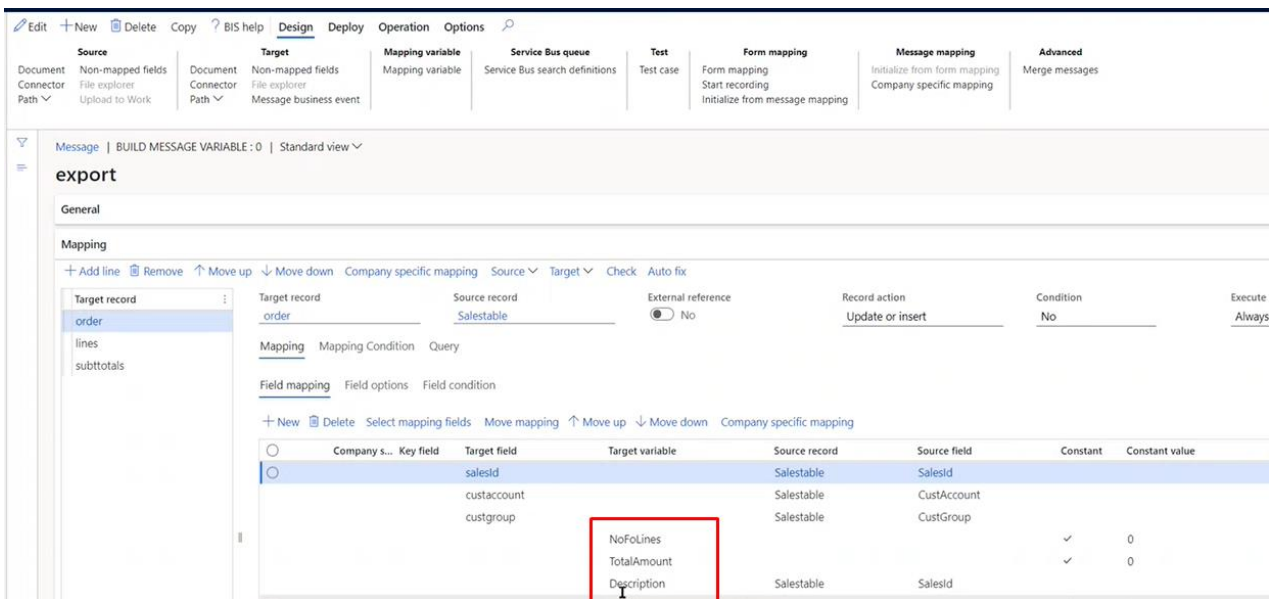 Edit New Delete Copy ? BIS help Design Deploy Operation Options
Source Target Mapping variable Service Bus queue Test Form mapping Message mapping Advanced
Document Non-mapped fields Document Non-mapped fields Mapping variable Service Bus search definitions Test case Form mapping Initialize from form mapping Merge messages
Connector File explorer Connector File explorer Start recording Company specific mapping
Path Upload to Work Path Message business event Initialize from message mapping
Message | BUILD MESSAGE VARIABLE : 0 | Standard view
export
General
Mapping
Add line Remove Move up Move down Company specific mapping Source Target Check Auto fix
Target record Target record Source record External reference Record action Condition Execute
order order Salestable No Update or insert No Always
lines Mapping Mapping Condition Query
subttotals
Field mapping Field options Field condition
New Delete Select mapping fields Move mapping Move up Move down Company specific mapping
Company s... Key field Target field Target variable Source record Source field Constant Constant value
salesId Salestable SalesId
custaccount Salestable CustAccount
custgroup Salestable CustGroup
NoFoLines 0
TotalAmount 0
Description Salestable SalesId